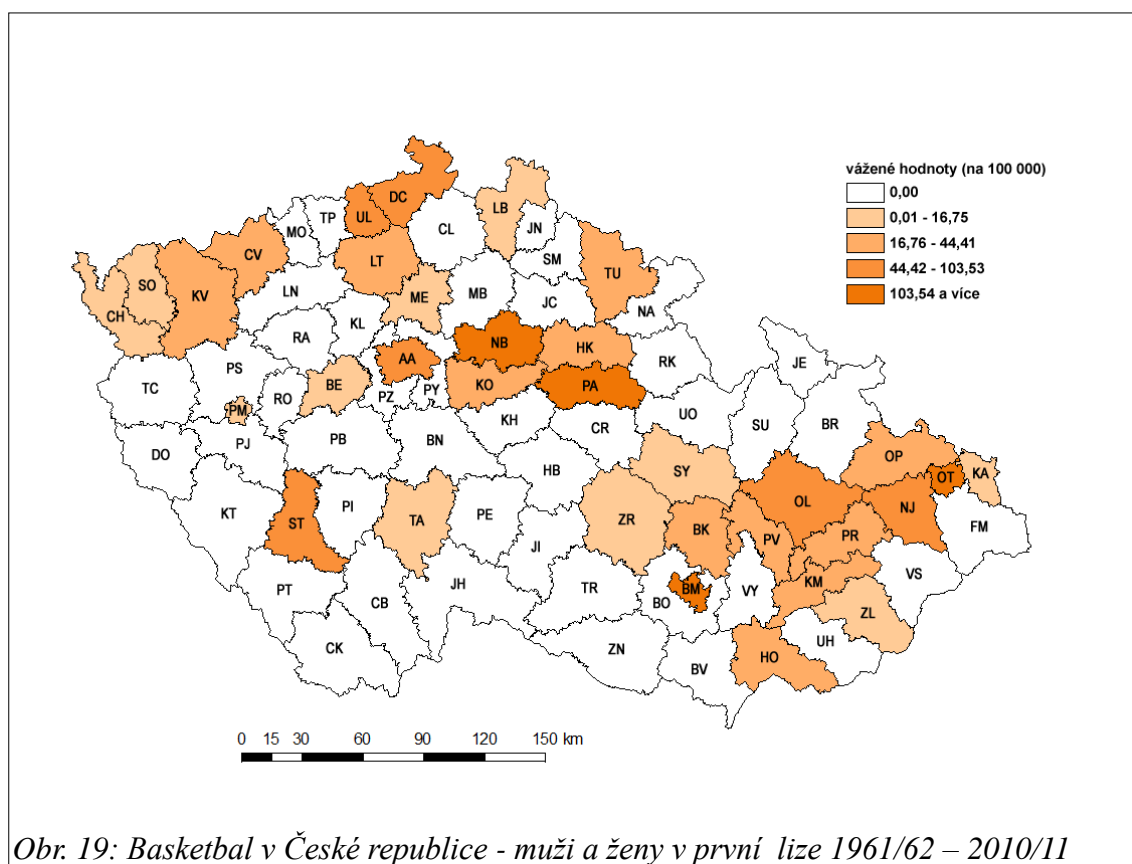 vážené hodnoty (na 100 000)
0,00
0,01 - 16,75
16,76 - 44,41
44,42 - 103,53
103,54 a více
DC
UL
TP
MO
CL
LB
JN
SM
CV
LT
TU
SO
KV
CH
LN
ME
MB
JC
NA
KL
RA
NB
HK
RK
AA
JE
PS
TC
BE
KO
PA
PM
RO
PZ
PY
UO
SU
BR
PJ
PB
BN
KH
CR
DO
HB
SY
OP
OT
KA
KT
ST
PI
TA
PE
ZR
BK
OL
NJ
FM
PV
PR
JI
PT
CB
JH
TR
BO
BM
VY
KM
VS
ZL
CK
ZN
BV
HO
UH
0 15 30 60 90 120 150 km
Obr. 19: Basketbal v České republice - muži a ženy v první lize 1961/62 – 2010/11